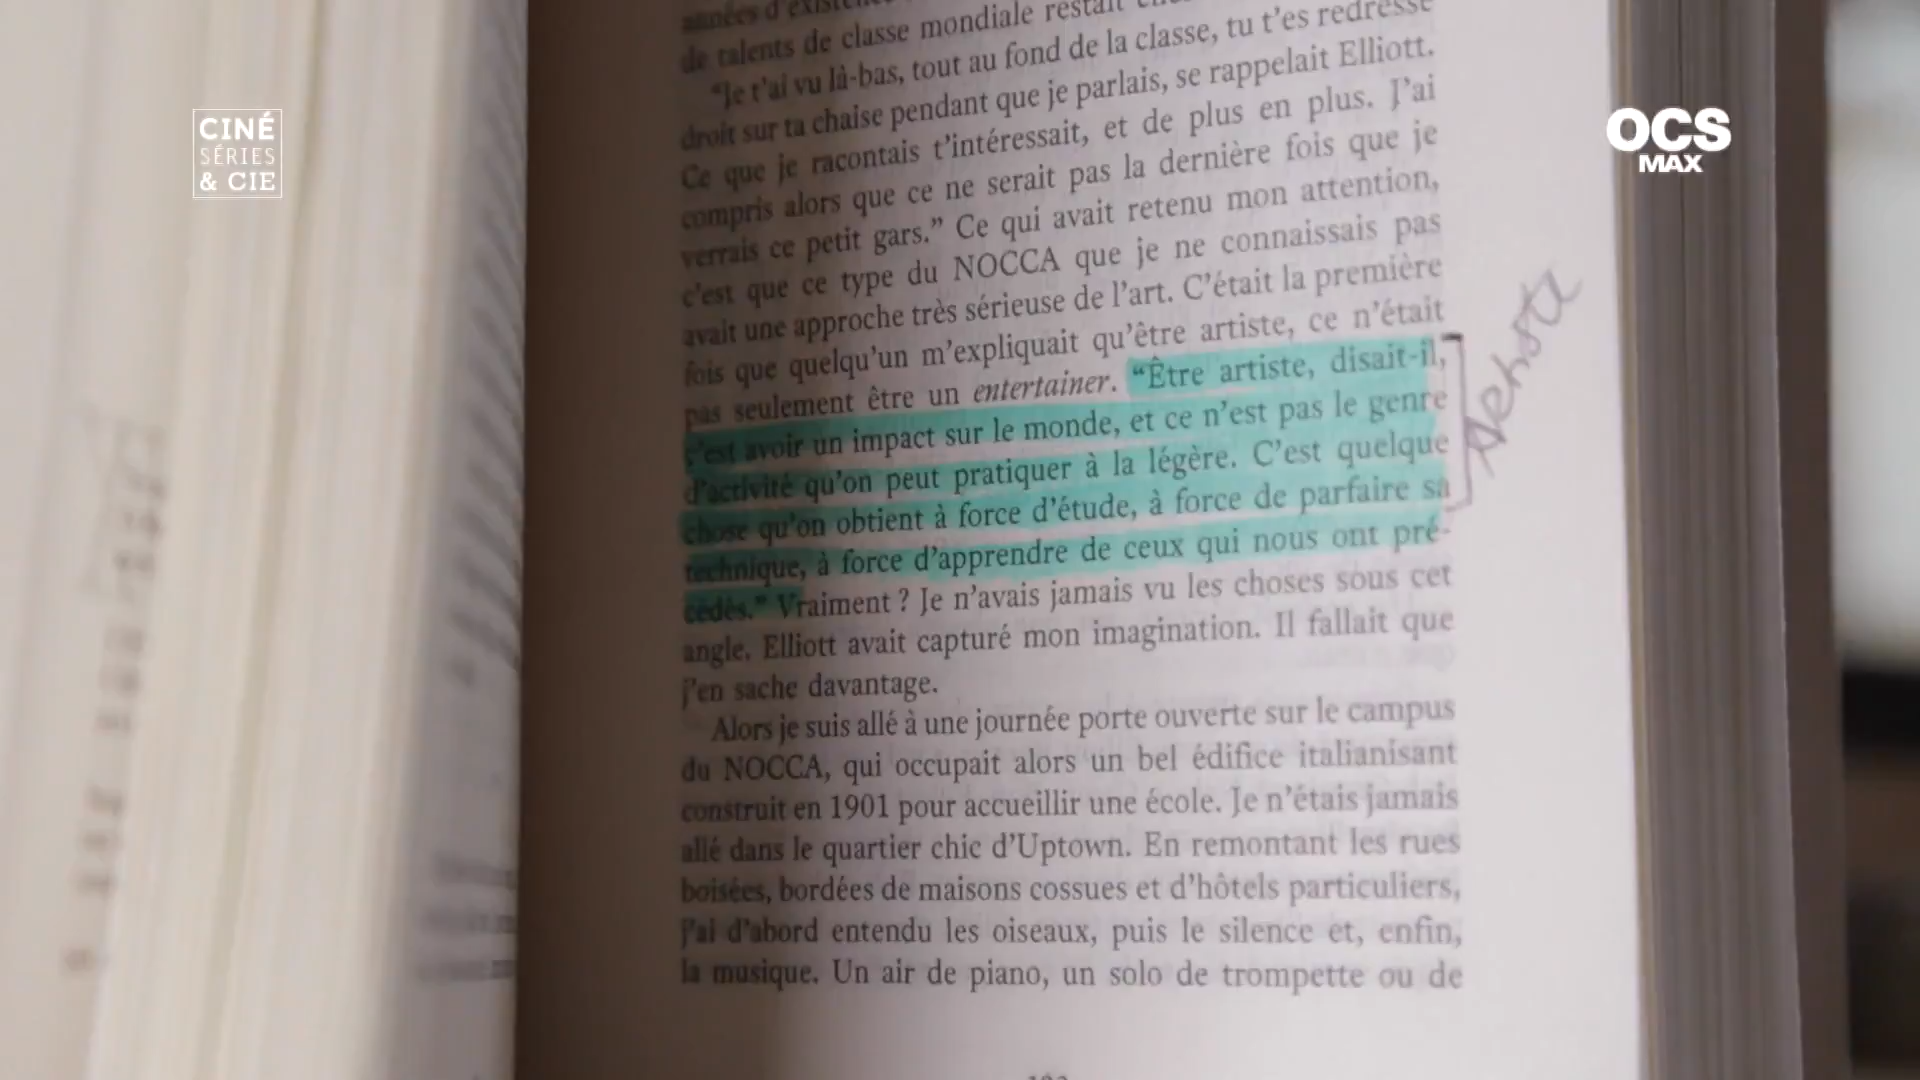 années d'existence
de talents de classe mondiale restait
“Je t'ai vu là-bas, tout au fond de la classe, tu t'es redressé
droit sur ta chaise pendant que je parlais, se rappelait Elliott.
Ce que je racontais t'intéressait, et de plus en plus. J'ai
compris alors que ce ne serait pas la dernière fois que je
verrais ce petit gars.” Ce qui avait retenu mon attention,
c'est que ce type du NOCCA que je ne connaissais pas
avait une approche très sérieuse de l'art. C'était la première
fois que quelqu'un m'expliquait qu'être artiste, ce n'était
pas seulement être un entertainer. “Être artiste, disait-il,
c'est avoir un impact sur le monde, et ce n'est pas le genre
d'activité qu'on peut pratiquer à la légère. C'est quelque
chose qu'on obtient à force d'étude, à force de parfaire sa
technique, à force d'apprendre de ceux qui nous ont pré-
cédés.” Vraiment ? Je n'avais jamais vu les choses sous cet
angle. Elliott avait capturé mon imagination. Il fallait que
j'en sache davantage.
Alors je suis allé à une journée porte ouverte sur le campus
du NOCCA, qui occupait alors un bel édifice italianisant
construit en 1901 pour accueillir une école. Je n'étais jamais
allé dans le quartier chic d'Uptown. En remontant les rues
boisées, bordées de maisons cossues et d'hôtels particuliers,
j'ai d'abord entendu les oiseaux, puis le silence et, enfin,
la musique. Un air de piano, un solo de trompette ou de
CINÉ
SÉRIES
& CIE
OCS
MAX